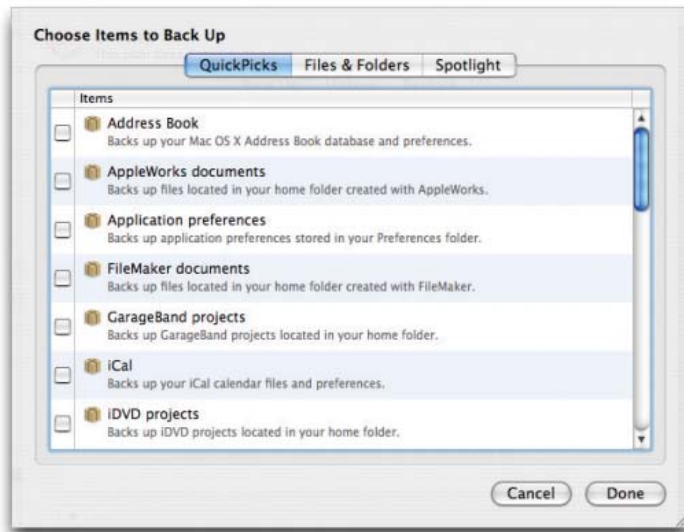 Choose Items to Back Up
QuickPicks Files & Folders Spotlight
Items
Address Book
Backs up your Mac OS X Address Book database and preferences.
AppleWorks documents
Backs up files located in your home folder created with AppleWorks.
Application preferences
Backs up application preferences stored in your Preferences folder.
FileMaker documents
Backs up files located in your home folder created with FileMaker.
GarageBand projects
Backs up GarageBand projects located in your home folder.
iCal
Backs up your iCal calendar files and preferences.
iDVD projects
Backs up iDVD projects located in your home folder.
Cancel Done